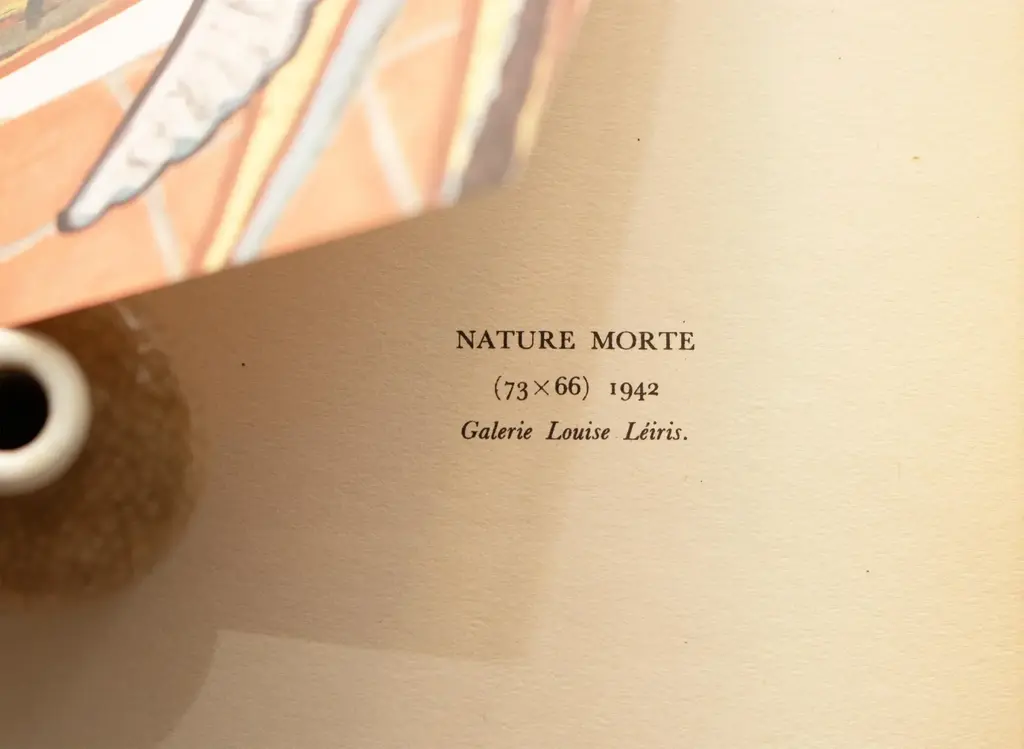 NATURE MORTE
(73×66) 1942
Galerie Louise Léiris.